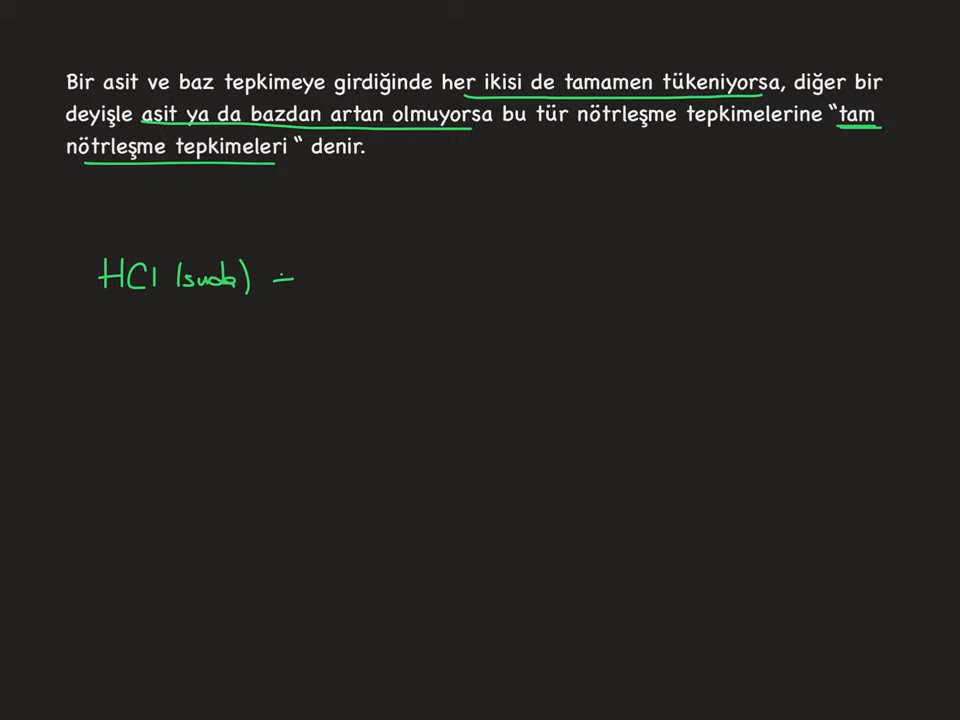 Bir asit ve baz tepkimeye girdiğinde her ikisi de tamamen tükeniyorsa, diğer bir
deyişle asit ya da bazdan artan olmuyorsa bu tür nötrleşme tepkimelerine “tam
nötrleşme tepkimeleri “ denir.
HCl (suda)